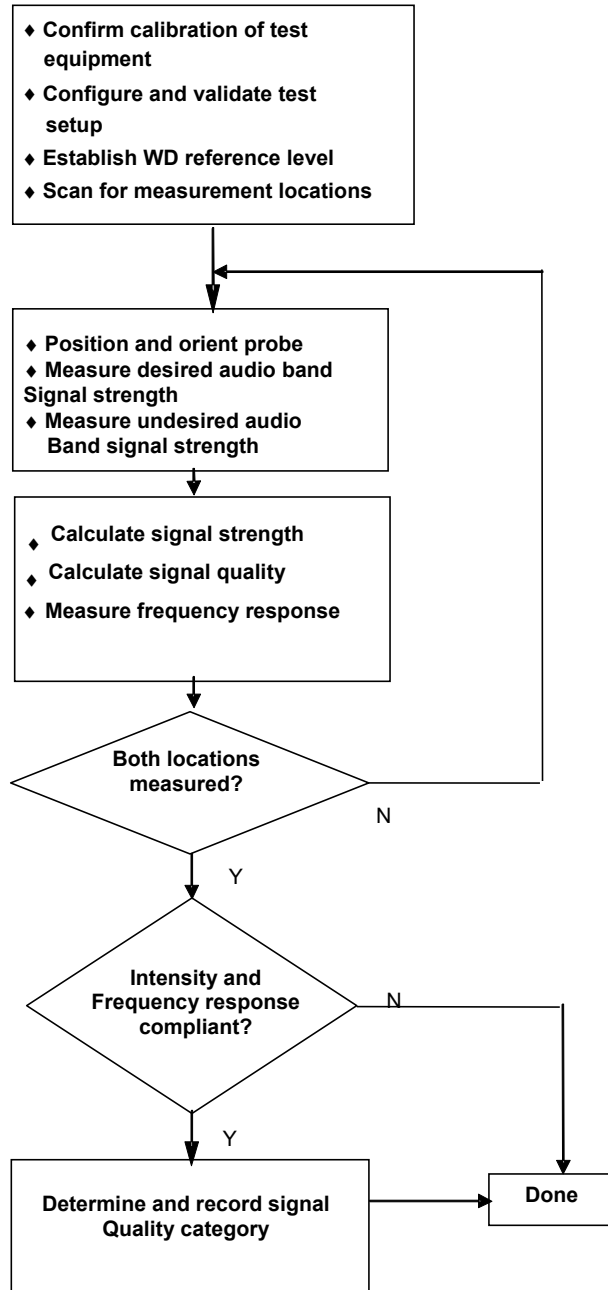 ♦ Confirm calibration of test
equipment
♦ Configure and validate test
setup
♦ Establish WD reference level
♦ Scan for measurement locations
♦ Position and orient probe
♦ Measure desired audio band
Signal strength
♦ Measure undesired audio
Band signal strength
♦ Calculate signal strength
♦ Calculate signal quality
♦ Measure frequency response
Both locations
measured?
N
Y
Intensity and
Frequency response
compliant?
N
Y
Determine and record signal
Quality category
Done